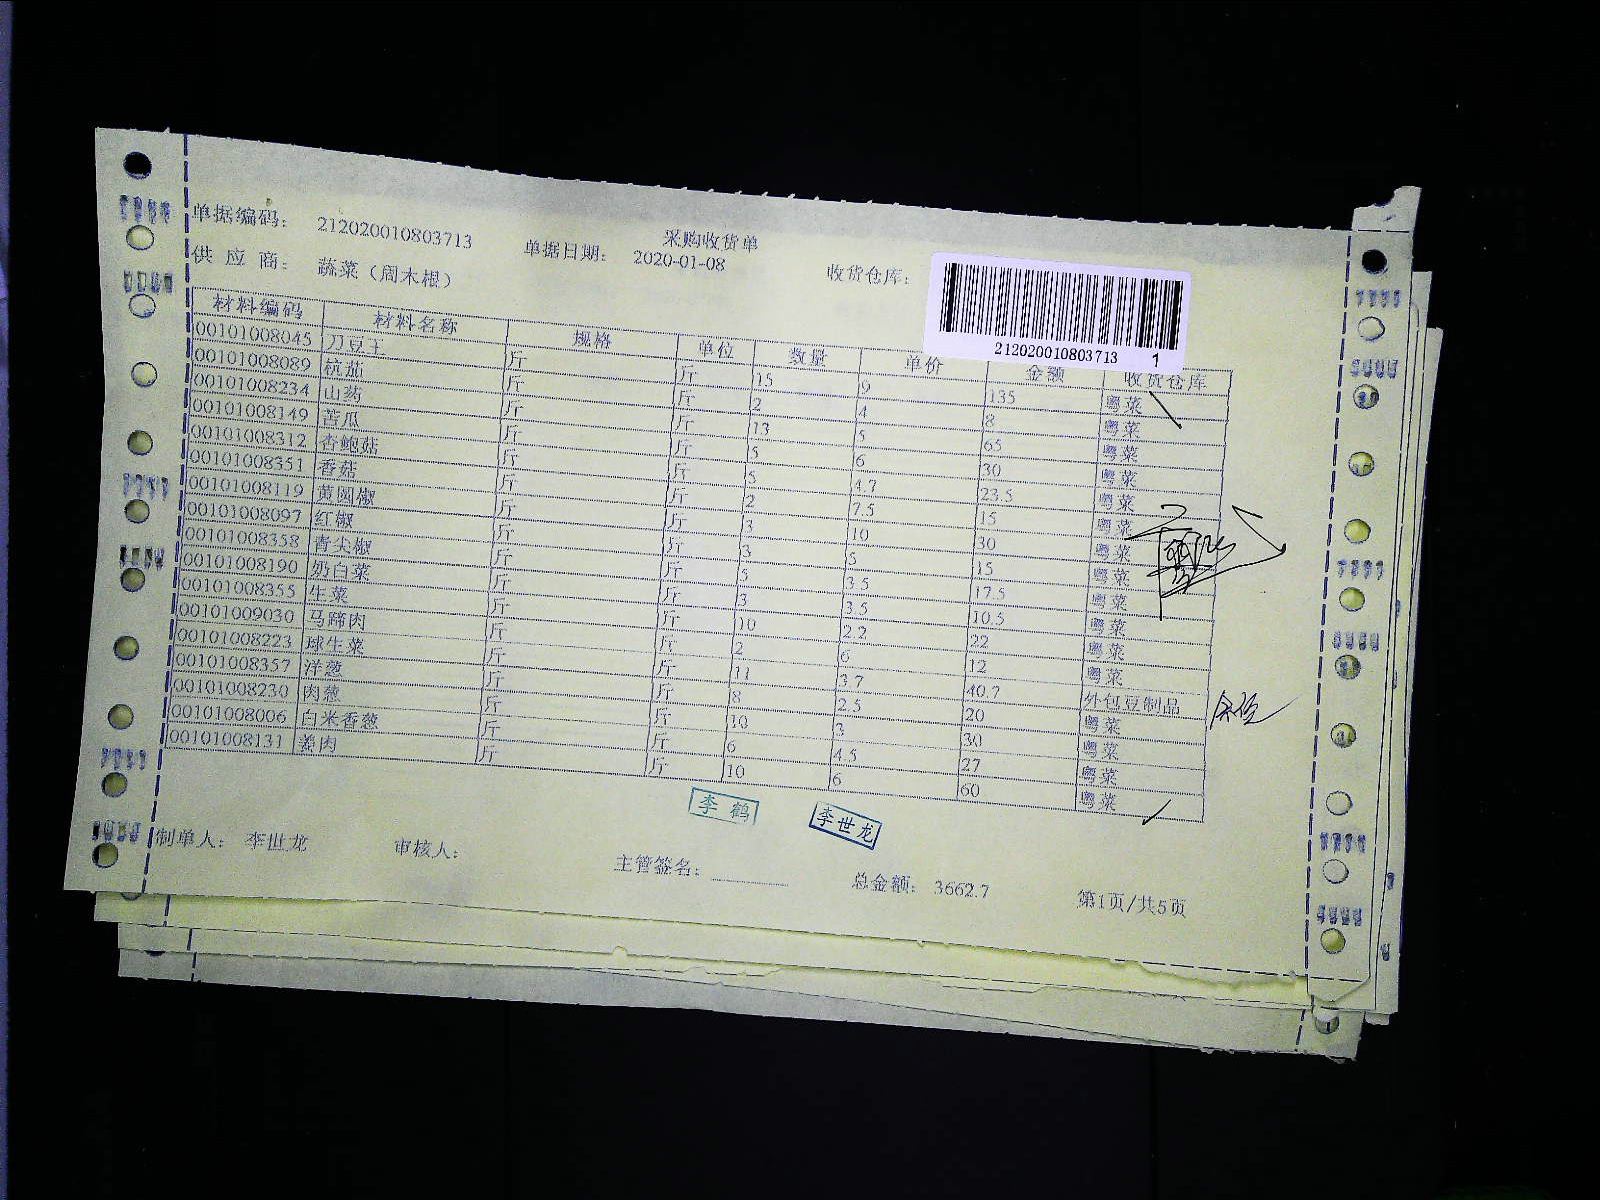 采购收货单
单据编码: 212020010803713 单据日期: 2020-01-08 收货仓库:
供 应 商: 蔬菜（周木根）
212020010803713 1
材料编码 材料名称 规格 单位 数量 单价 金额 收货仓库
00101008045 刀豆王 斤 斤 15 9 135 粤菜
00101008089 杭茄 斤 斤 2 4 8 粤菜
00101008234 山药 斤 斤 13 5 65 粤菜
00101008149 苦瓜 斤 斤 5 6 30 粤菜
00101008312 杏鲍菇 斤 斤 5 4.7 23.5 粤菜
00101008351 香菇 斤 斤 2 7.5 15 粤菜
00101008119 黄圆椒 斤 斤 3 10 30 粤菜
00101008097 红椒 斤 斤 3 5 15 粤菜
00101008358 青尖椒 斤 斤 5 3.5 17.5 粤菜
00101008190 奶白菜 斤 斤 3 3.5 10.5 粤菜
00101008355 生菜 斤 斤 10 2.2 22 粤菜
00101009030 马蹄肉 斤 斤 2 6 12 粤菜
00101008223 球生菜 斤 斤 11 3.7 40.7 外包豆制品
00101008357 洋葱 斤 斤 8 2.5 20 粤菜
00101008230 肉葱 斤 斤 10 3 30 粤菜
00101008006 白米香葱 斤 斤 6 4.5 27 粤菜
00101008131 姜肉 斤 斤 10 6 60 粤菜
李鹤 李世龙
制单人: 李世龙 审核人: 主管签名: 总金额: 3662.7 第1页/共5页